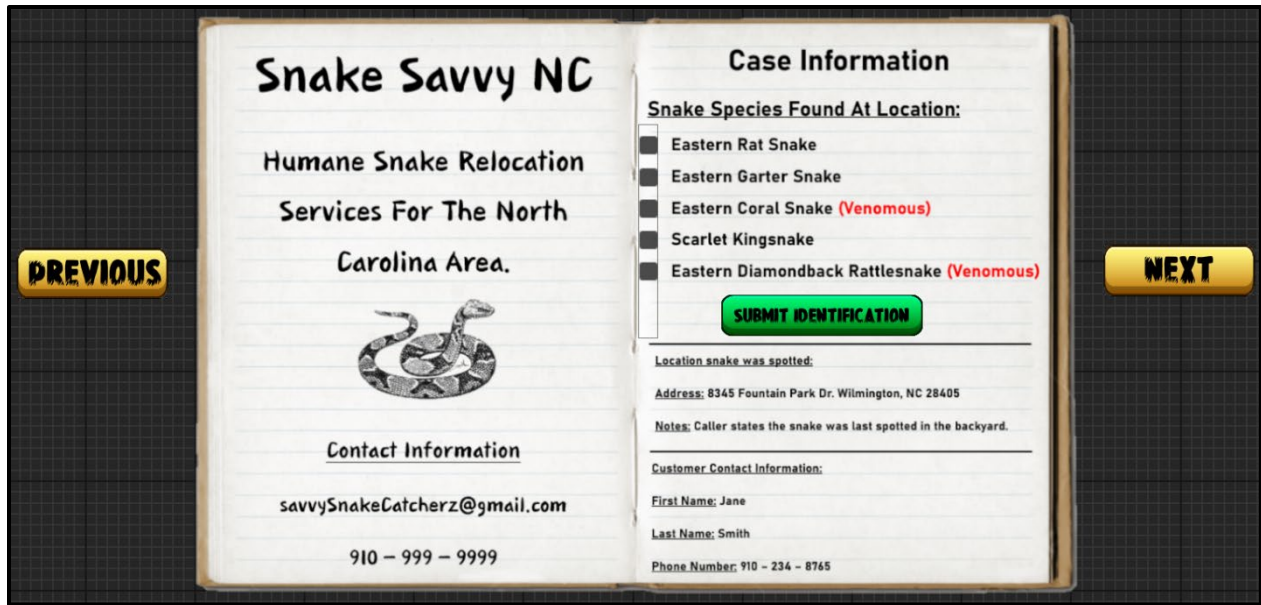 Snake Savvy NC
Humane Snake Relocation
Services For The North
Carolina Area.
Contact Information
savvySnakeCatcherz@gmail.com
910 – 999 – 9999
Case Information
Snake Species Found At Location:
Eastern Rat Snake
Eastern Garter Snake
Eastern Coral Snake (Venomous)
Scarlet Kingsnake
Eastern Diamondback Rattlesnake (Venomous)
SUBMIT IDENTIFICATION
Location snake was spotted:
Address: 8345 Fountain Park Dr. Wilmington, NC 28405
Notes: Caller states the snake was last spotted in the backyard.
Customer Contact Information:
First Name: Jane
Last Name: Smith
Phone Number: 910 – 234 – 8765
PREVIOUS
NEXT